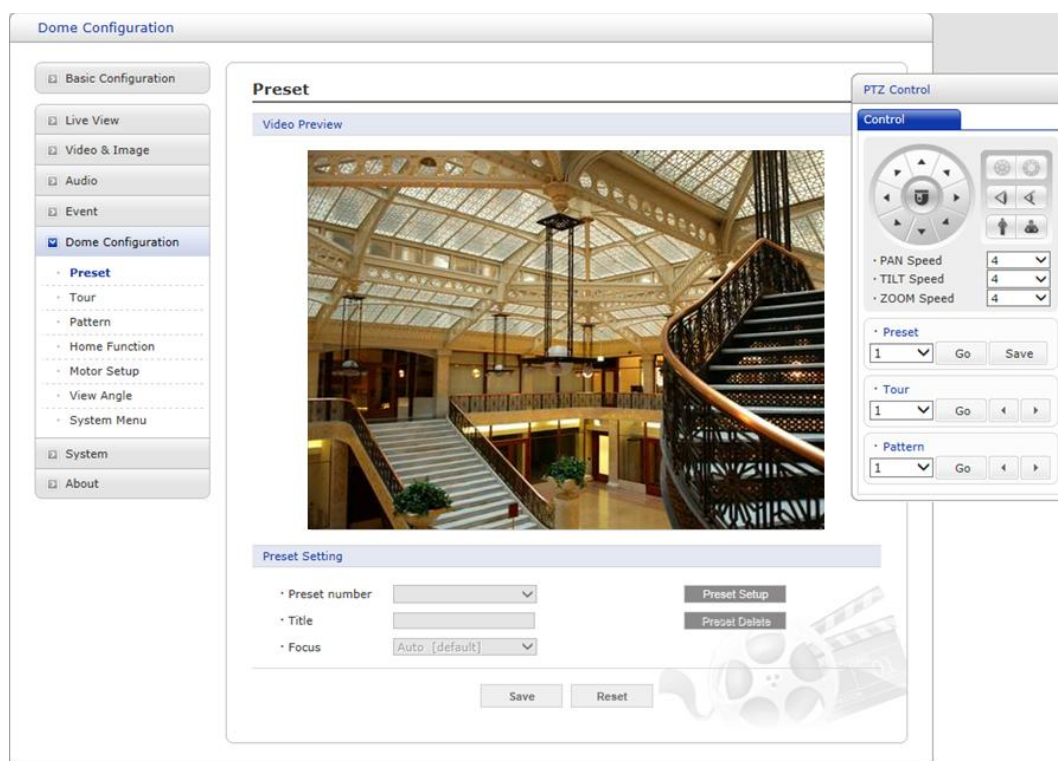 Dome Configuration
Basic Configuration
Live View
Video & Image
Audio
Event
Dome Configuration
Preset
Tour
Pattern
Home Function
Motor Setup
View Angle
System Menu
System
About
Preset
Video Preview
Preset Setting
Preset number
Title
Focus Auto [default]
Preset Setup
Preset Delete
Save Reset
PTZ Control
Control
PAN Speed 4
TILT Speed 4
ZOOM Speed 4
Preset
1 Go Save
Tour
1 Go
Pattern
1 Go